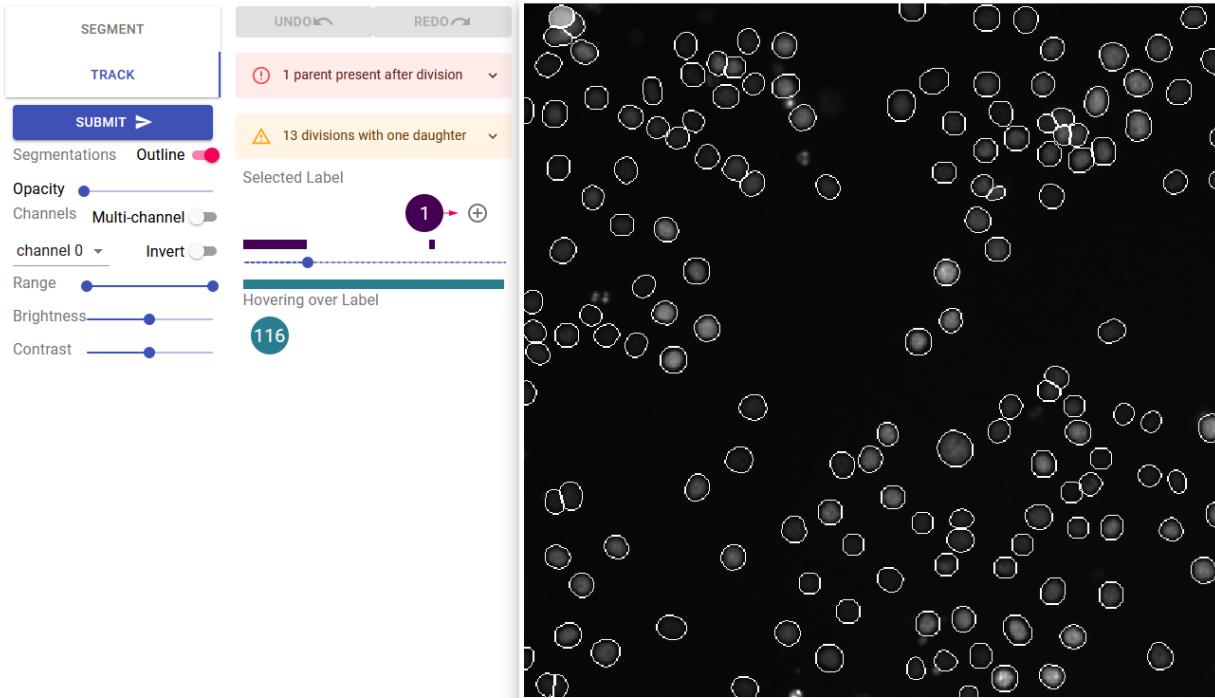 SEGMENT
TRACK
SUBMIT
Segmentations Outline
Opacity
Channels Multi-channel
channel 0 Invert
Range
Brightness
Contrast
UNDO REDO
1 parent present after division
13 divisions with one daughter
Selected Label
1
Hovering over Label
116